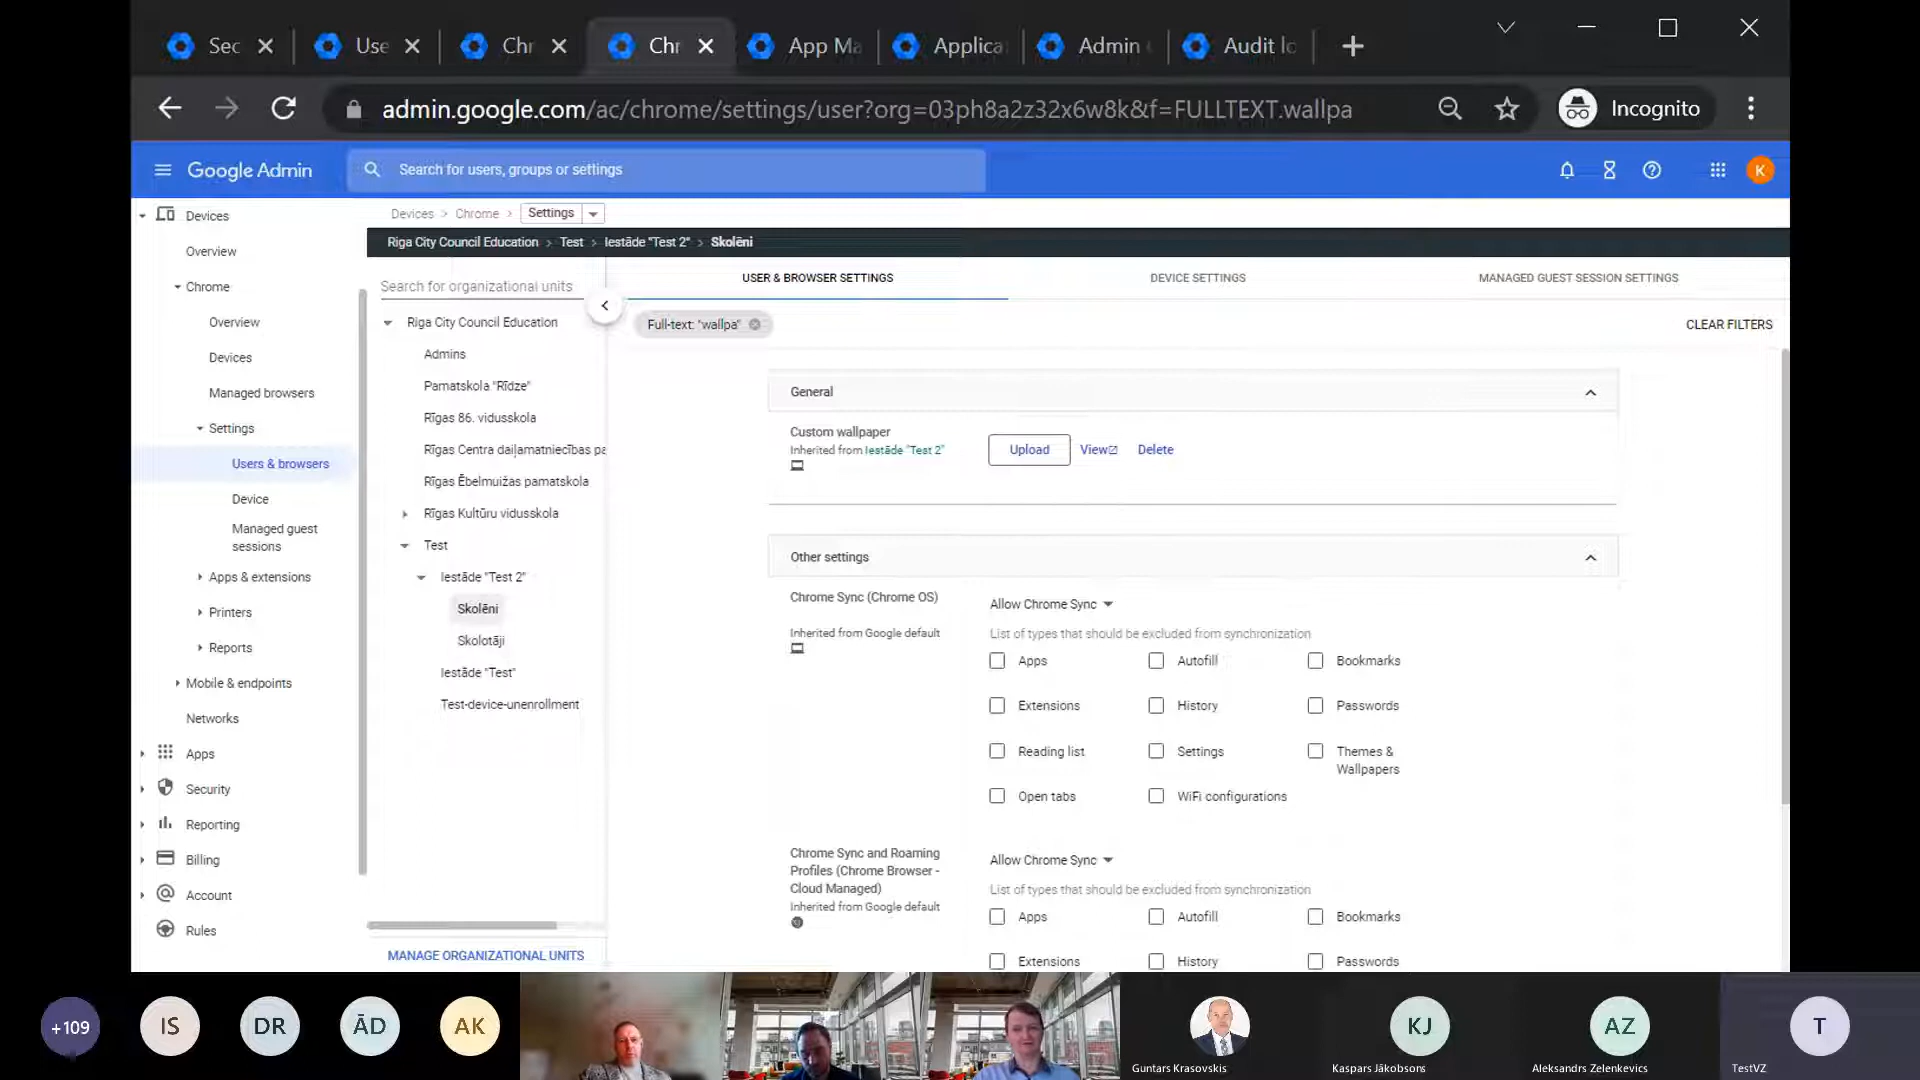 Sec
Use
Chr
Chr
App Ma
Applica
Admin
Audit lo
admin.google.com/ac/chrome/settings/user?org=03ph8a2z32x6w8k&f=FULLTEXT.wallpa
Incognito
Google Admin
Search for users, groups or settings
K
Devices
Overview
Chrome
Overview
Devices
Managed browsers
Settings
Users & browsers
Device
Managed guest
sessions
Apps & extensions
Printers
Reports
Mobile & endpoints
Networks
Apps
Security
Reporting
Billing
Account
Rules
Devices > Chrome > Settings
Riga City Council Education > Test > Iestāde "Test 2" > Skolēni
Search for organizational units
Riga City Council Education
Admins
Pamatskola "Rīdze"
Rīgas 86. vidusskola
Rīgas Centra daiļamatniecības pa
Rīgas Ēbelmuižas pamatskola
Rīgas Kultūru vidusskola
Test
Iestāde "Test 2"
Skolēni
Skolotāji
Iestāde "Test"
Test-device-unenrollment
MANAGE ORGANIZATIONAL UNITS
USER & BROWSER SETTINGS
DEVICE SETTINGS
MANAGED GUEST SESSION SETTINGS
Full-text: "wallpa"
CLEAR FILTERS
General
Custom wallpaper
Inherited from Iestāde "Test 2"
Upload
View
Delete
Other settings
Chrome Sync (Chrome OS)
Inherited from Google default
Allow Chrome Sync
List of types that should be excluded from synchronization
Apps
Autofill
Bookmarks
Extensions
History
Passwords
Reading list
Settings
Themes &
Wallpapers
Open tabs
WiFi configurations
Chrome Sync and Roaming
Profiles (Chrome Browser -
Cloud Managed)
Inherited from Google default
Allow Chrome Sync
List of types that should be excluded from synchronization
Apps
Autofill
Bookmarks
Extensions
History
Passwords
+109
IS
DR
ĀD
AK
Guntars Krasovskis
KJ
Kaspars Jākobsons
AZ
Aleksandrs Zelenkevics
T
TestVZ